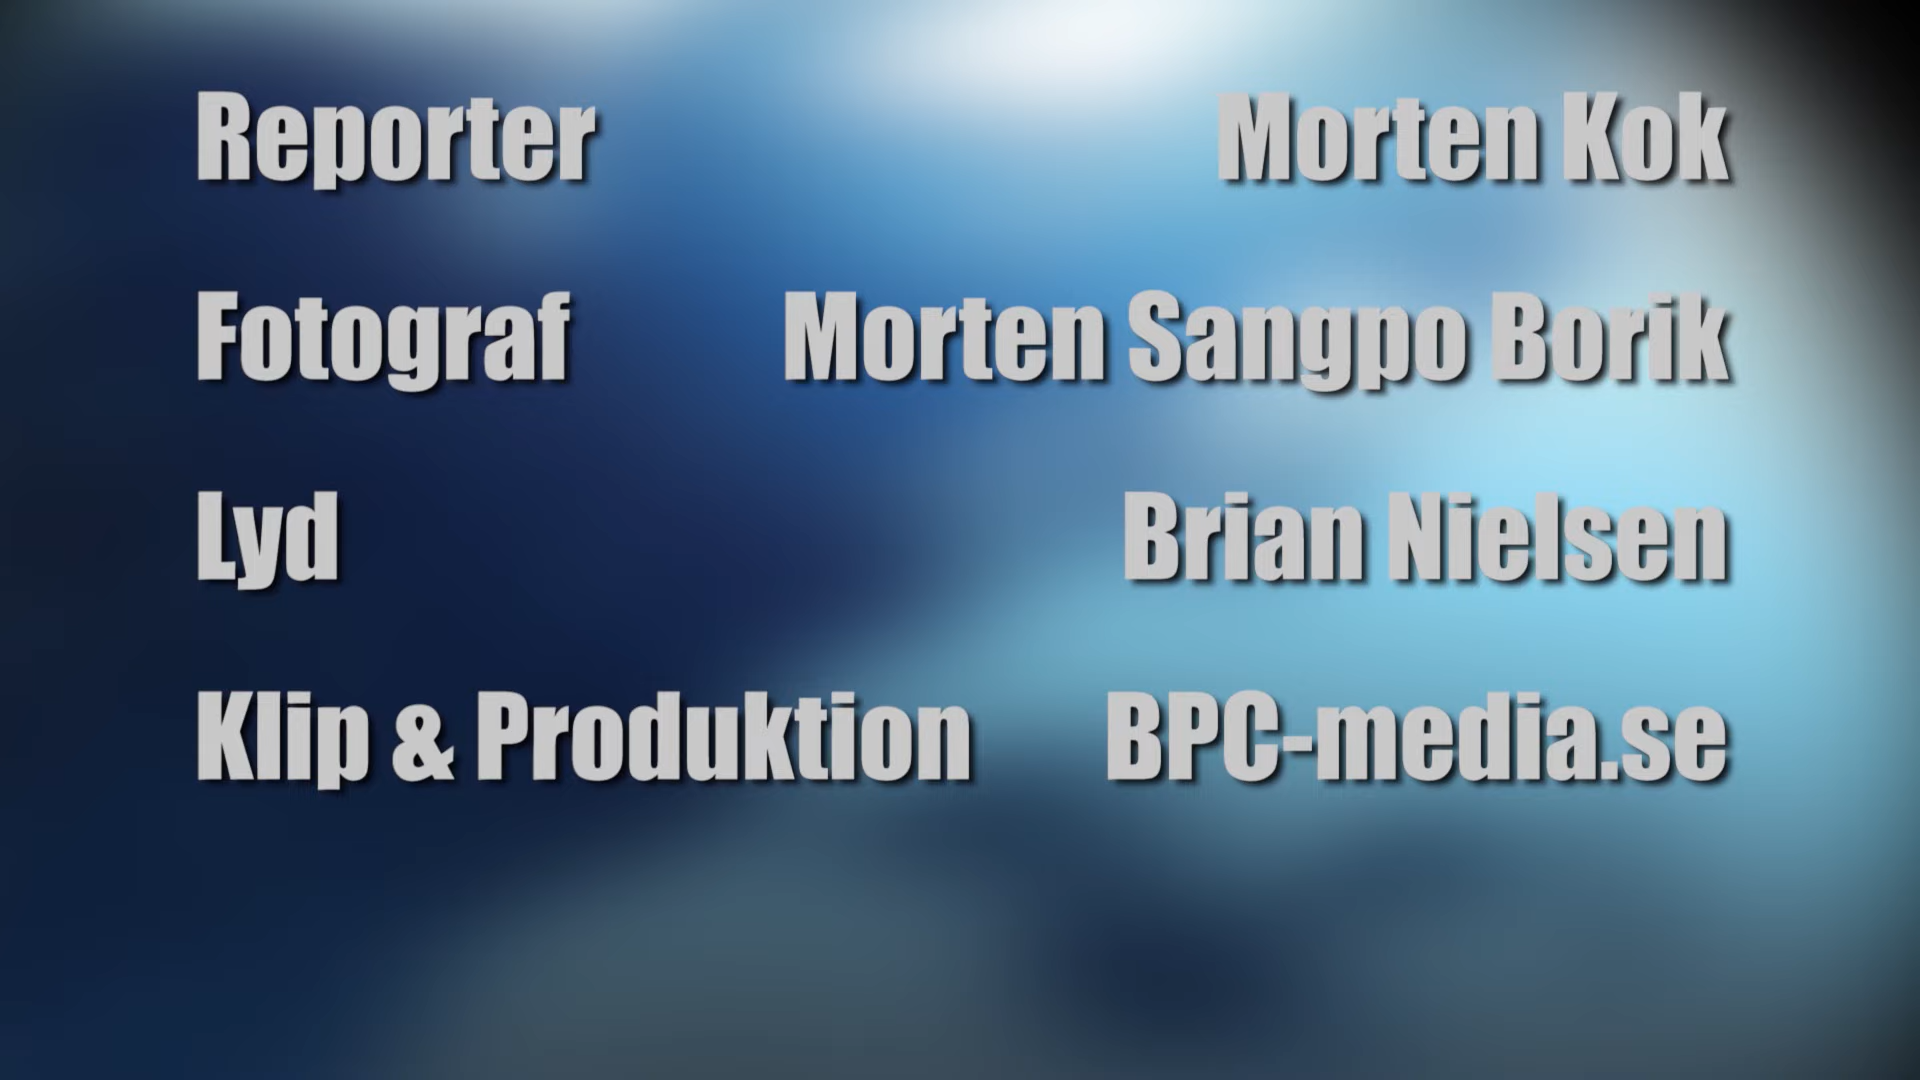 Reporter Morten Kok
Fotograf Morten Sangpo Borik
Lyd Brian Nielsen
Klip & Produktion BPC-media.se